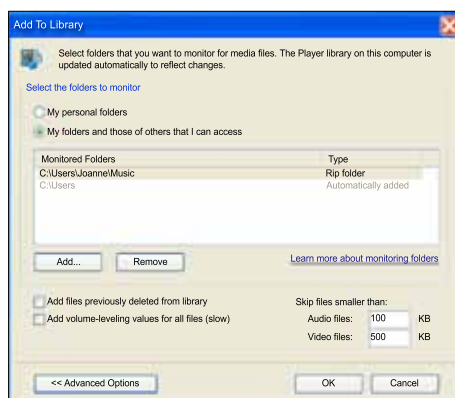 Add To Library
Select folders that you want to monitor for media files. The Player library on this computer is
updated automatically to reflect changes.
Select the folders to monitor
My personal folders
My folders and those of others that I can access
Monitored Folders Type
C:\Users\Joanne\Music Rip folder
C:\Users Automatically added
Add... Remove Learn more about monitoring folders
Add files previously deleted from library Skip files smaller than:
Add volume-leveling values for all files (slow) Audio files: 100 KB
Video files: 500 KB
<< Advanced Options OK Cancel